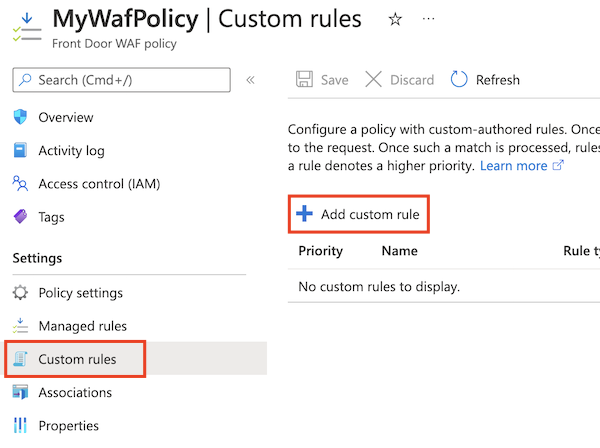 MyWafPolicy | Custom rules ☆ ···
Front Door WAF policy
Search (Cmd+/) «
Overview
Activity log
Access control (IAM)
Tags
Settings
Policy settings
Managed rules
Custom rules
Associations
Properties
Save Discard Refresh
Configure a policy with custom-authored rules. Once
to the request. Once such a match is processed, rules
a rule denotes a higher priority. Learn more
+ Add custom rule
Priority Name Rule ty
No custom rules to display.